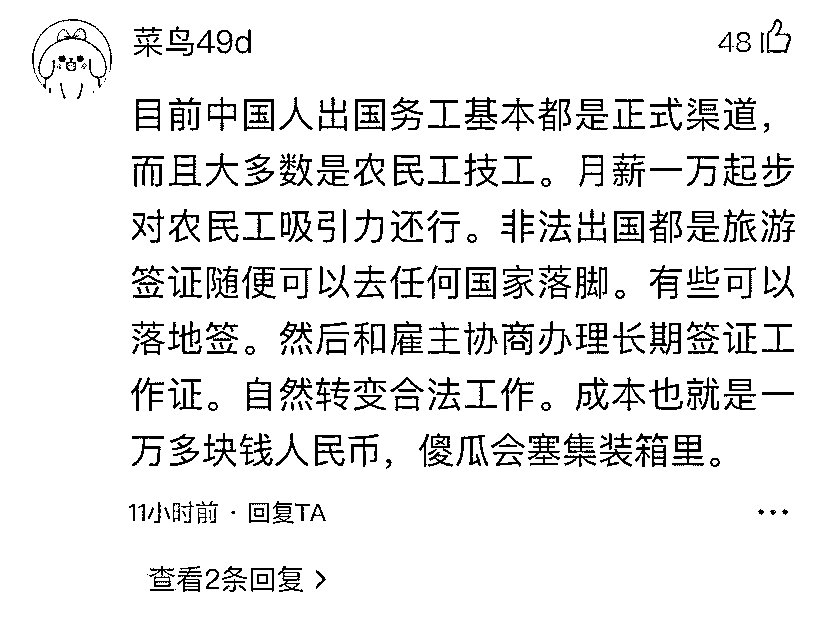 菜鸟49d
48
目前中国人出国务工基本都是正式渠道，
而且大多数是农民工技工。月薪一万起步
对农民工吸引力还行。非法出国都是旅游
签证随便可以去任何国家落脚。有些可以
落地签。然后和雇主协商办理长期签证工
作证。自然转变合法工作。成本也就是一
万多块钱人民币，傻瓜会塞集装箱里。
11小时前 · 回复TA
查看2条回复